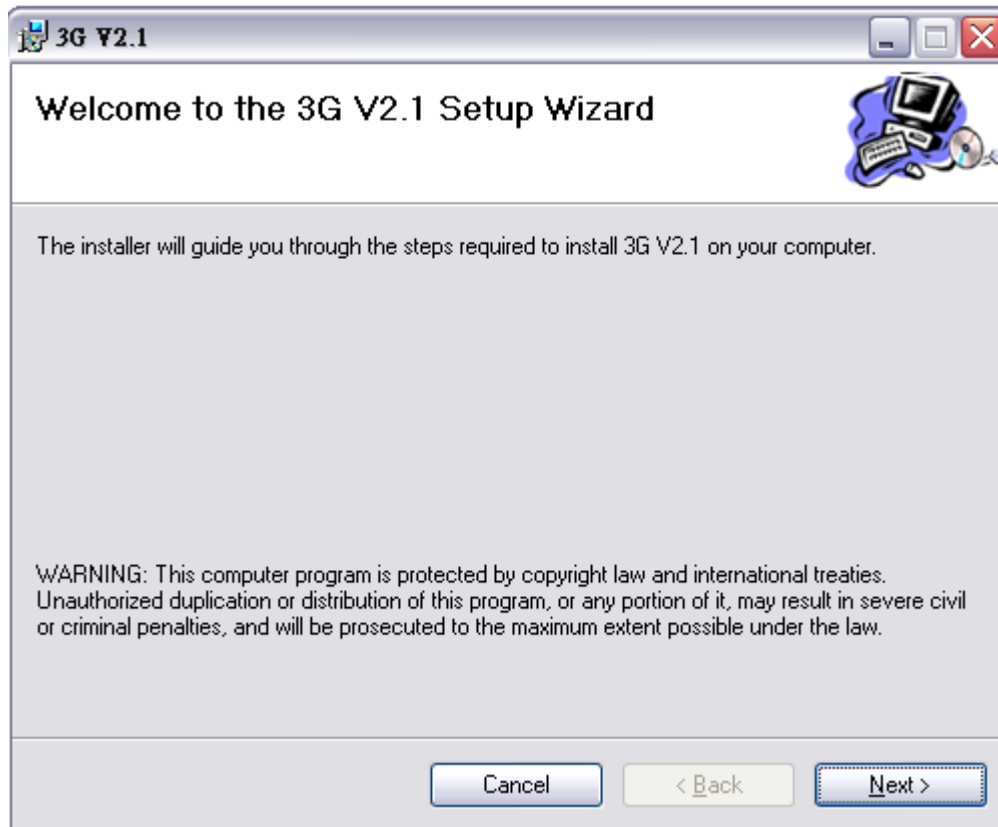 3G V2.1
Welcome to the 3G V2.1 Setup Wizard
The installer will guide you through the steps required to install 3G V2.1 on your computer.
WARNING: This computer program is protected by copyright law and international treaties.
Unauthorized duplication or distribution of this program, or any portion of it, may result in severe civil
or criminal penalties, and will be prosecuted to the maximum extent possible under the law.
Cancel
< Back
Next >